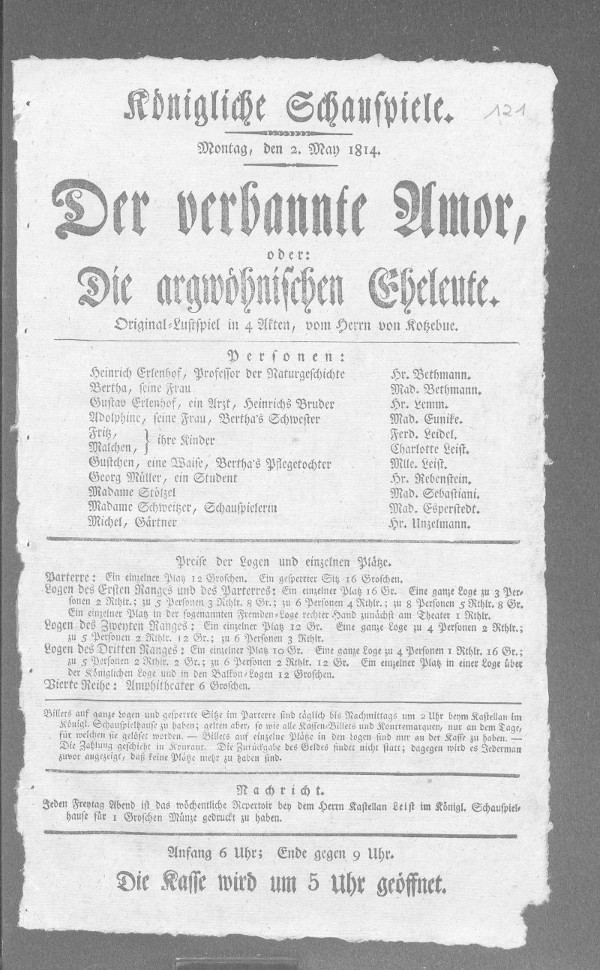 Königliche Schauspiele.
121
Montag, den 2. May 1814.
Der verbannte Amor,
oder:
Die argwöhnischen Eheleute.
Original-Lustspiel in 4 Akten, vom Herrn von Kotzebue.
Personen:
Heinrich Erlenhof, Professor der Naturgeschichte Hr. Bethmann.
Bertha, seine Frau Mad. Bethmann.
Gustav Erlenhof, ein Arzt, Heinrichs Bruder Hr. Lemm.
Adolphine, seine Frau, Bertha's Schwester Mad. Eunike.
Fritz, Ferd. Leidel.
} ihre Kinder
Malchen, Charlotte Leist.
Gustchen, eine Waise, Bertha's Pflegetochter Mlle. Leist.
Georg Müller, ein Student Hr. Rebenstein.
Madame Stölzel Mad. Sebastiani.
Madame Schweitzer, Schauspielerin Mad. Esperstedt.
Michel, Gärtner Hr. Unzelmann.
Preise der Logen und einzelnen Plätze.
Parterre: Ein einzelner Platz 12 Groschen. Ein gesperrter Sitz 16 Groschen.
Logen des Ersten Ranges und des Parterres: Ein einzelner Platz 16 Gr. Eine ganze Loge zu 3 Per-
sonen 2 Rthlr.; zu 5 Personen 3 Rthlr. 8 Gr.; zu 6 Personen 4 Rthlr.; zu 8 Personen 5 Rthlr. 8 Gr.
Ein einzelner Platz in der sogenannten Fremden-Loge rechter Hand zunächst am Theater 1 Rthlr.
Logen des Zweyten Ranges: Ein einzelner Platz 12 Gr. Eine ganze Loge zu 4 Personen 2 Rthlr.;
zu 5 Personen 2 Rthlr. 12 Gr.; zu 6 Personen 3 Rthlr.
Logen des Dritten Ranges: Ein einzelner Platz 10 Gr. Eine ganze Loge zu 4 Personen 1 Rthlr. 16 Gr.;
zu 5 Personen 2 Rthlr. 2 Gr.; zu 6 Personen 2 Rthlr. 12 Gr. Ein einzelner Platz in einer Loge über
der Königlichen Loge und in den Balkon-Logen 12 Groschen.
Vierte Reihe: Amphitheater 6 Groschen.
Billets auf ganze Logen und gesperrte Sitze im Parterre sind täglich bis Nachmittags um 2 Uhr beym Kastellan im
Königl. Schauspielhause zu haben; gelten aber, so wie alle Kassen-Billets und Kontremarquen, nur an dem Tage,
für welchen sie gelöset worden. — Billets auf einzelne Plätze in den Logen sind nur an der Kasse zu haben. —
Die Zahlung geschieht in Kourant. Die Zurückgabe des Geldes findet nicht statt; dagegen wird es Jederman
zuvor angezeigt, daß keine Plätze mehr zu haben sind.
Nachricht.
Jeden Freytag Abend ist das wöchentliche Repertoir bey dem Herrn Kastellan Leist im Königl. Schauspiel-
hause für 1 Groschen Münze gedruckt zu haben.
Anfang 6 Uhr; Ende gegen 9 Uhr.
Die Kasse wird um 5 Uhr geöffnet.